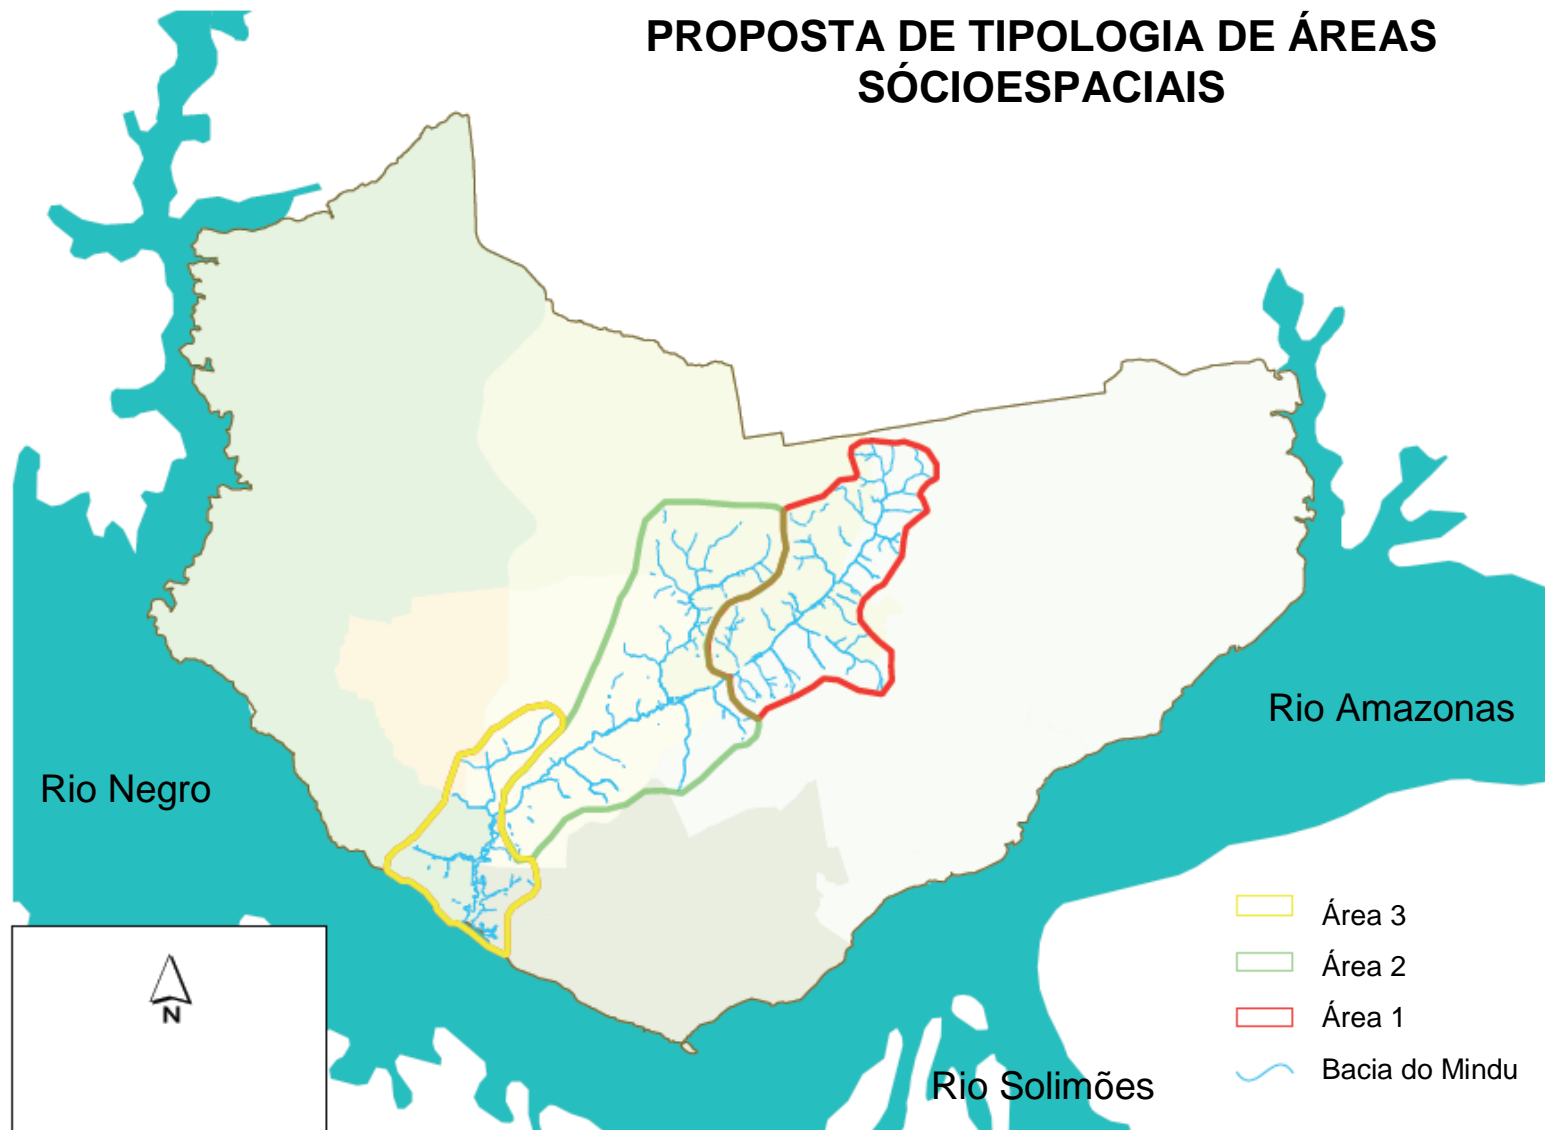 PROPOSTA DE TIPOLOGIA DE ÁREAS
SÓCIOESPACIAIS
Rio Amazonas
Rio Negro
Área 3
Área 2
Área 1
Bacia do Mindu
Rio Solimões
N